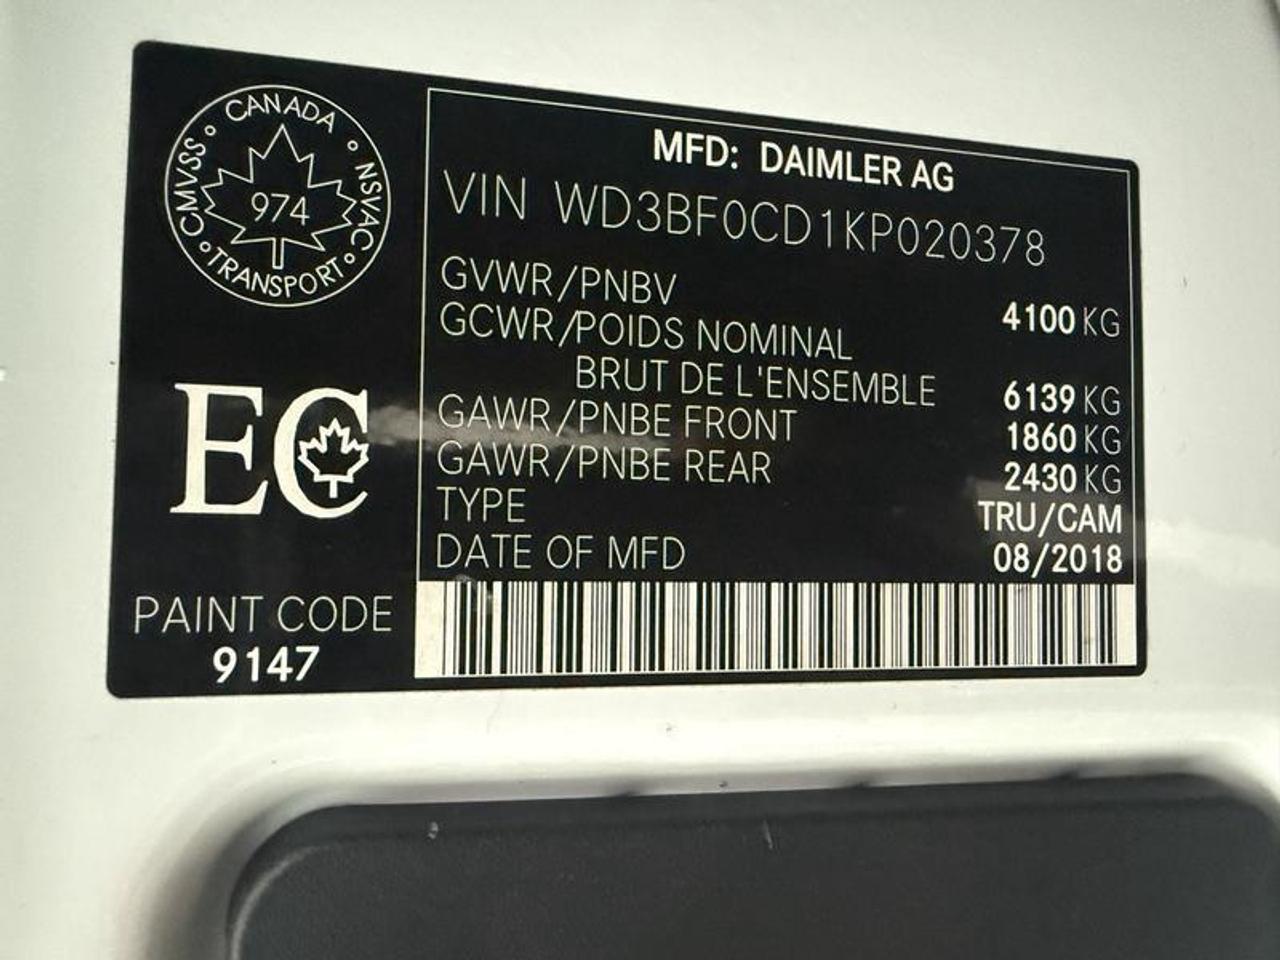 CANADA
CMVSS
NSVAC
974
TRANSPORT
EC
PAINT CODE
9147
MFD: DAIMLER AG
VIN WD3BF0CD1KP020378
GVWR/PNBV 4100 KG
GCWR/POIDS NOMINAL
BRUT DE L'ENSEMBLE 6139 KG
GAWR/PNBE FRONT 1860 KG
GAWR/PNBE REAR 2430 KG
TYPE TRU/CAM
DATE OF MFD 08/2018